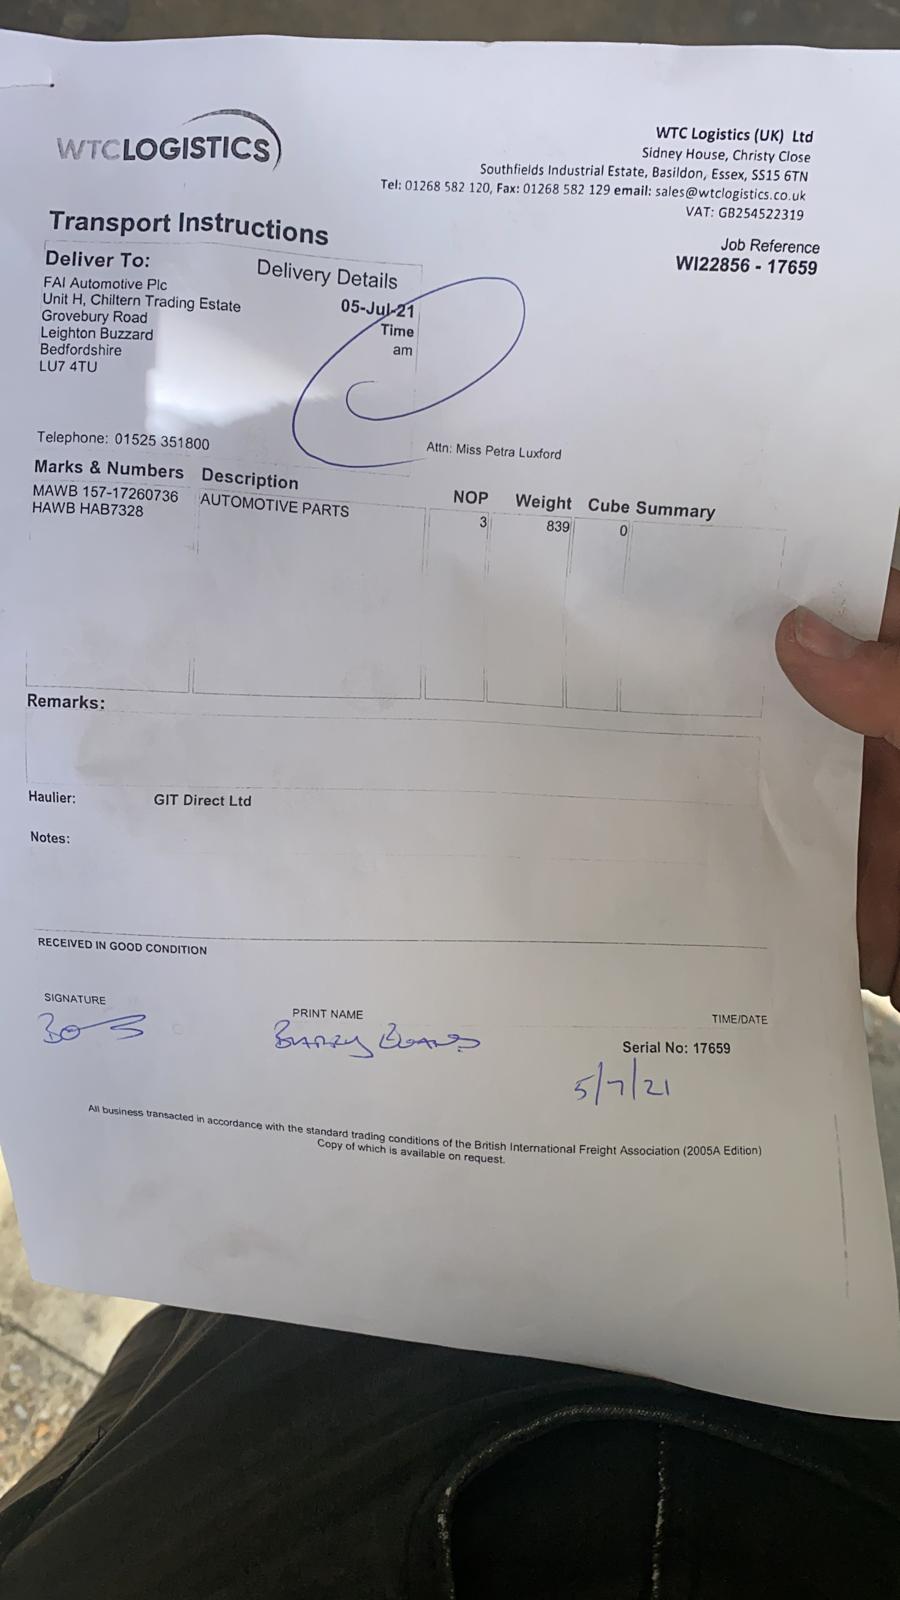 WTCLOGISTICS
WTC Logistics (UK) Ltd
Sidney House, Christy Close
Southfields Industrial Estate, Basildon, Essex, SS15 6TN
Tel: 01268 582 120, Fax: 01268 582 129 email: sales@wtclogistics.co.uk
VAT: GB254522319
Transport Instructions
Job Reference
WI22856 - 17659
Deliver To:
FAI Automotive Plc
Unit H, Chiltern Trading Estate
Grovebury Road
Leighton Buzzard
Bedfordshire
LU7 4TU
Delivery Details
05-Jul-21
Time
am
Telephone: 01525 351800
Attn: Miss Petra Luxford
Marks & Numbers Description NOP Weight Cube Summary
MAWB 157-17260736 AUTOMOTIVE PARTS 3 839 0
HAWB HAB7328
Remarks:
Haulier: GIT Direct Ltd
Notes:
RECEIVED IN GOOD CONDITION
SIGNATURE PRINT NAME TIME/DATE
Barry Evans
Serial No: 17659
5/7/21
All business transacted in accordance with the standard trading conditions of the British International Freight Association (2005A Edition)
Copy of which is available on request.